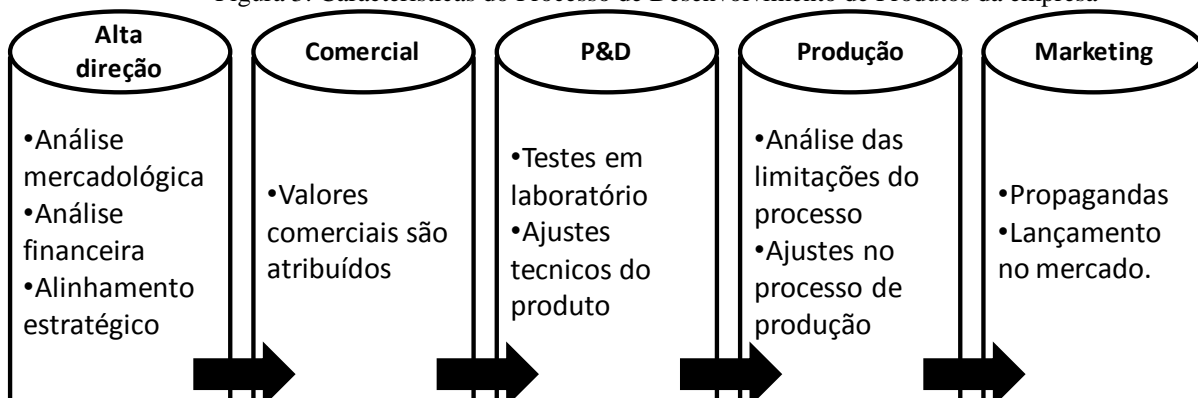 Figura 3: Características do Processo de Desenvolvimento de Produtos da empresa
Alta
direção
•Análise
mercadológica
•Análise
financeira
•Alinhamento
estratégico
Comercial
•Valores
comerciais são
atribuídos
P&D
•Testes em
laboratório
•Ajustes
tecnicos do
produto
Produção
•Análise das
limitações do
processo
•Ajustes no
processo de
produção
Marketing
•Propagandas
•Lançamento
no mercado.